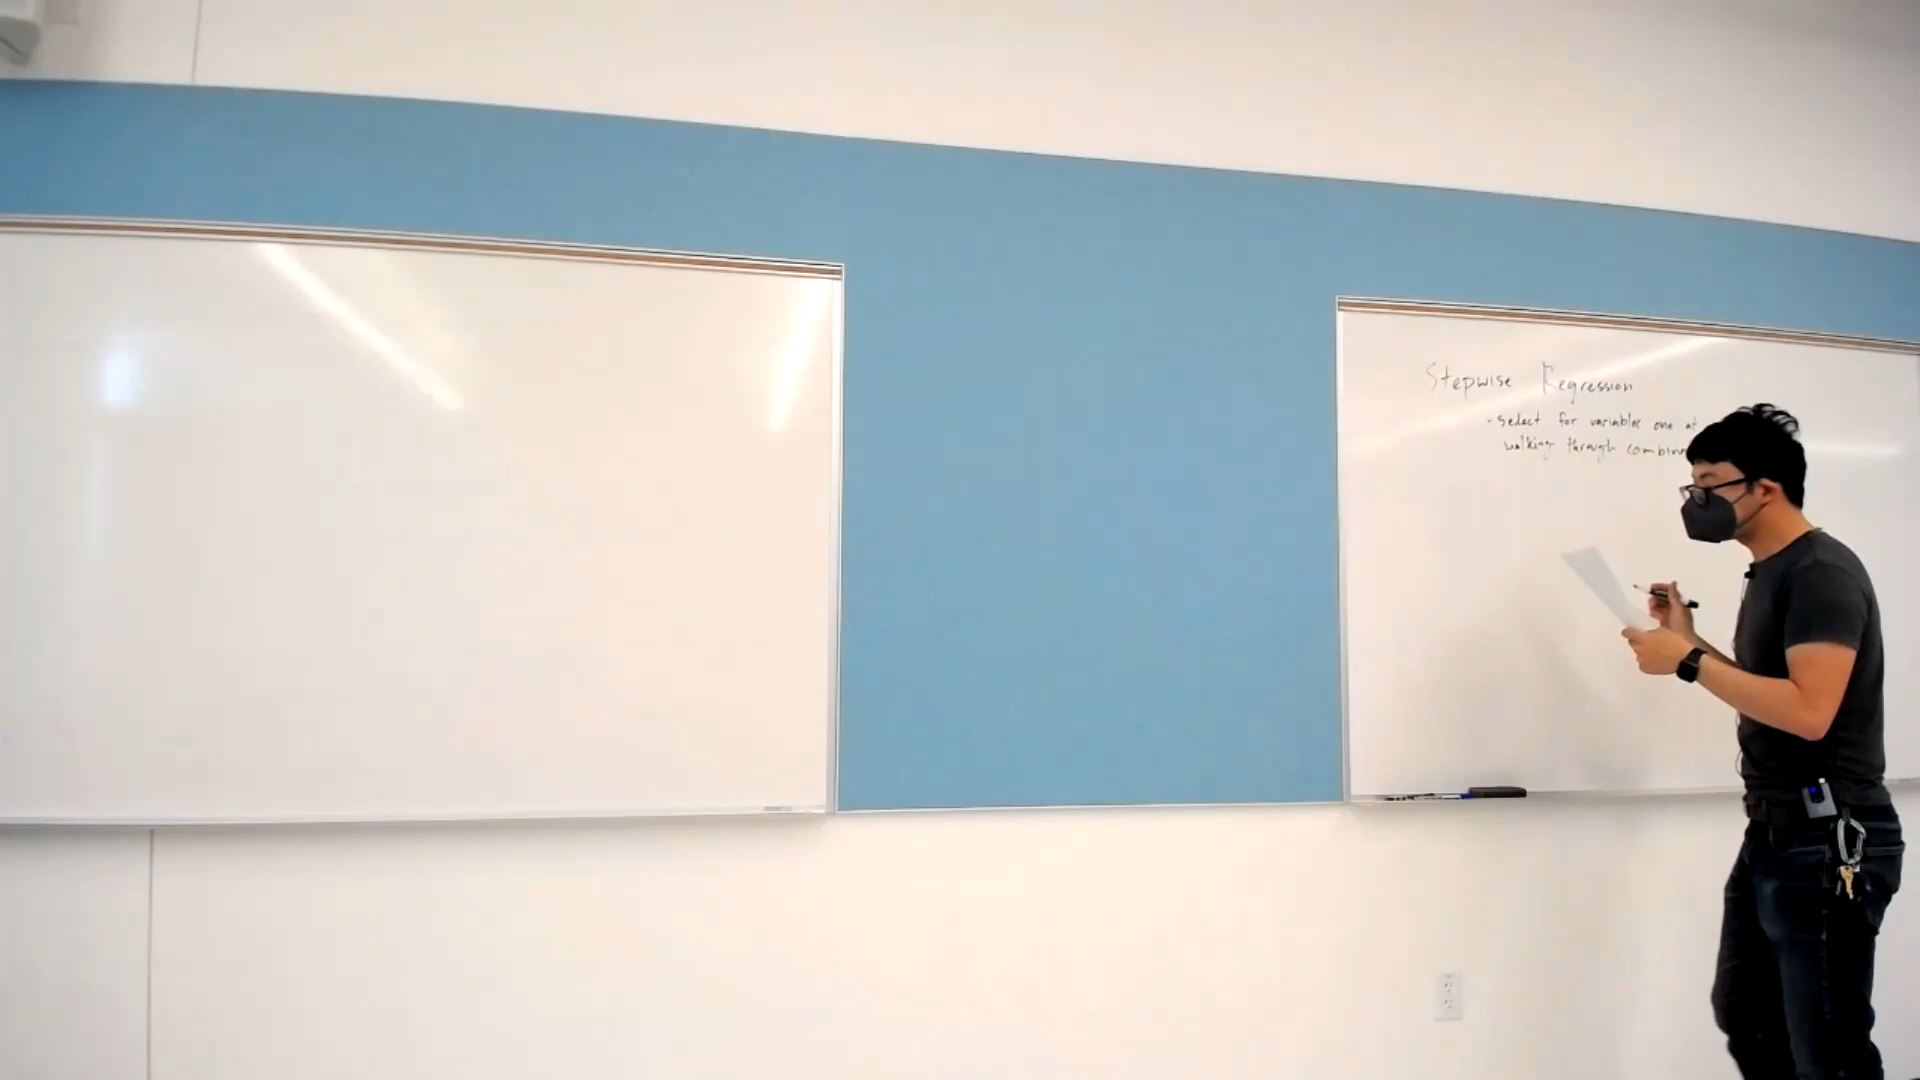 Stepwise Regression
- select for variables one at
walking through combin